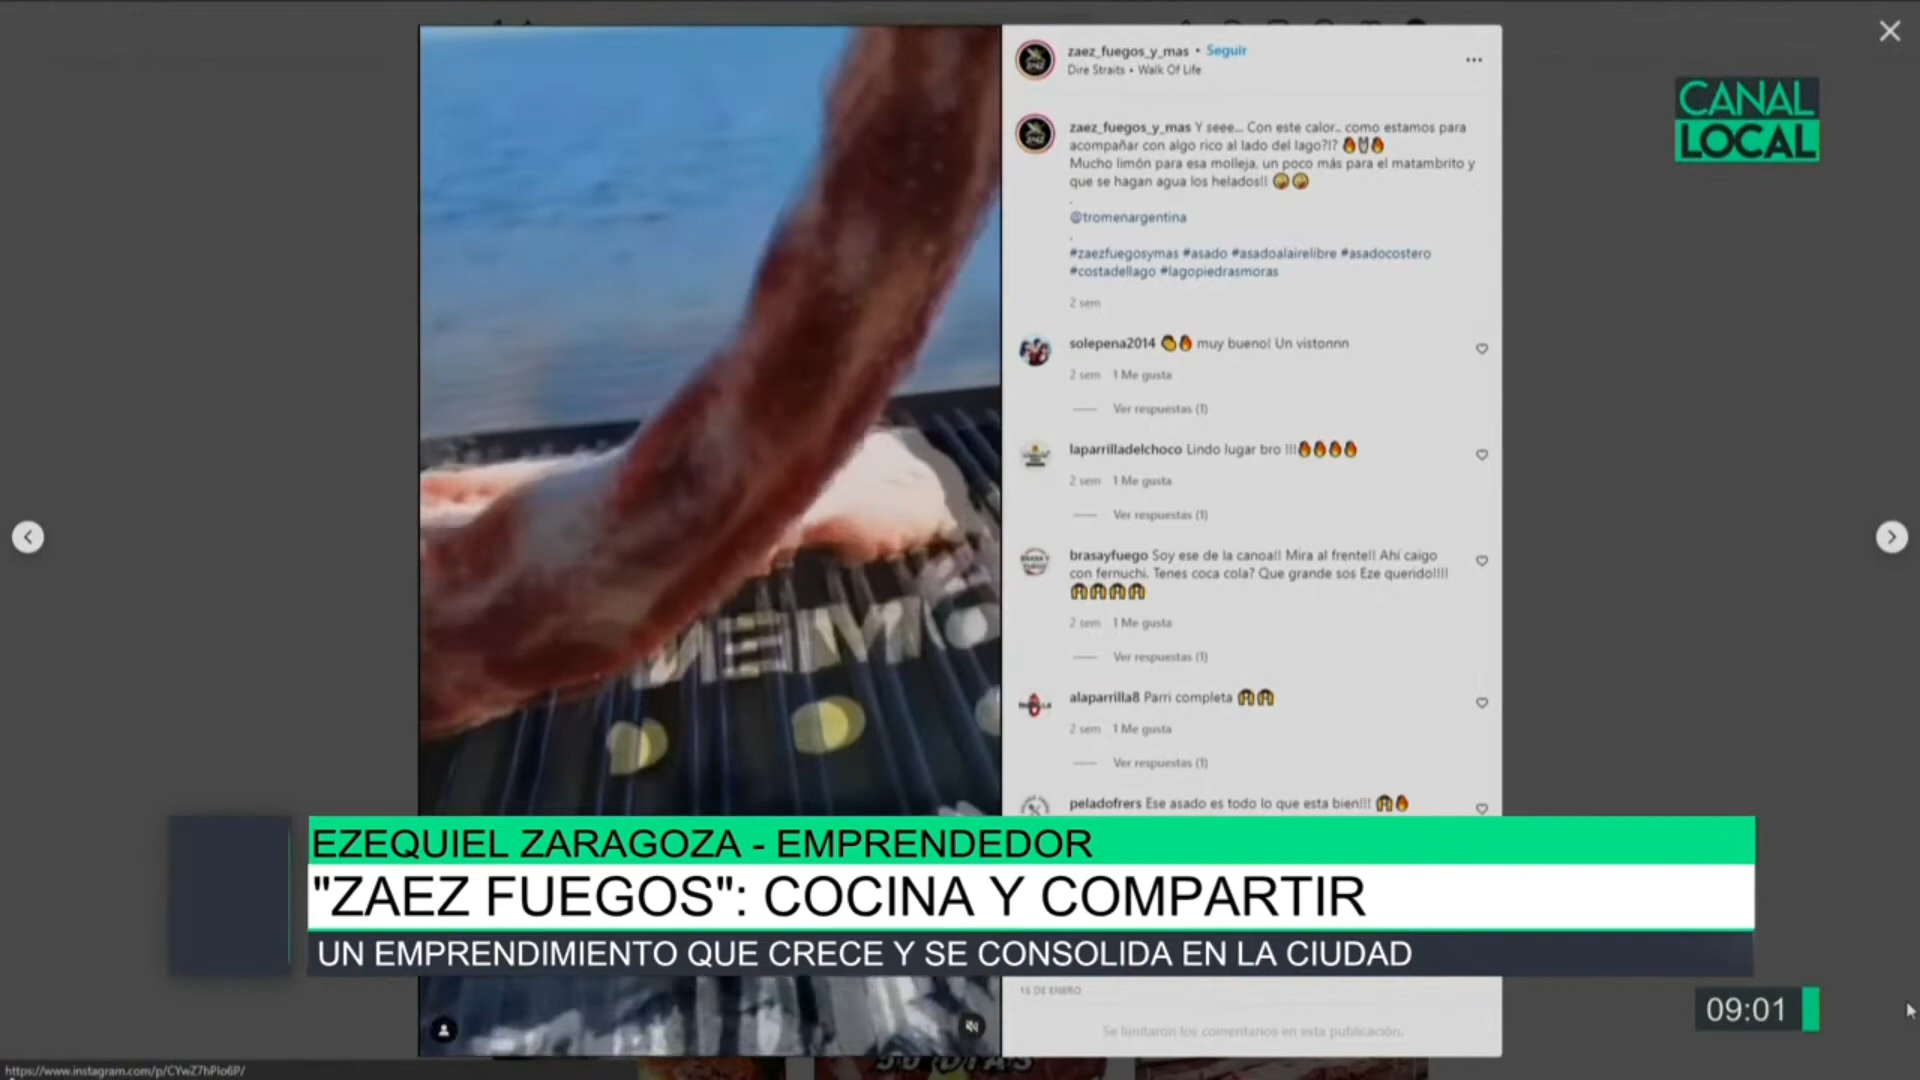 zaez_fuegos_y_mas • Seguir
Dire Straits • Walk Of Life
CANAL
LOCAL
zaez_fuegos_y_mas Y seee... Con este calor.. como estamos para
acompañar con algo rico al lado del lago?!? 🔥🤘🔥
Mucho limón para esa molleja, un poco más para el matambrito y
que se hagan agua los helados!!
.
@tromenargentina
.
#zaezfuegosymas #asado #asadoalairelibre #asadocostero
#costadellago #lagopiedrasmoras
2 sem
solepena2014 👏🔥 muy bueno! Un vistonnn
2 sem 1 Me gusta
Ver respuestas (1)
laparrilladelchoco Lindo lugar bro !!!🔥🔥🔥🔥
2 sem 1 Me gusta
Ver respuestas (1)
brasayfuego Soy ese de la canoa!! Mira al frente!! Ahí caigo
con fernuchi. Tenes coca cola? Que grande sos Eze querido!!!!
🙌🙌🙌🙌
2 sem 1 Me gusta
Ver respuestas (1)
alaparrilla8 Parri completa 🙌🙌
2 sem 1 Me gusta
Ver respuestas (1)
peladofrers Ese asado es todo lo que esta bien!!! 🙌🔥
EZEQUIEL ZARAGOZA - EMPRENDEDOR
"ZAEZ FUEGOS": COCINA Y COMPARTIR
UN EMPRENDIMIENTO QUE CRECE Y SE CONSOLIDA EN LA CIUDAD
15 DE ENERO
09:01
Se limitaron los comentarios en esta publicación.
https://www.instagram.com/p/CYwZ7hPlo6P/